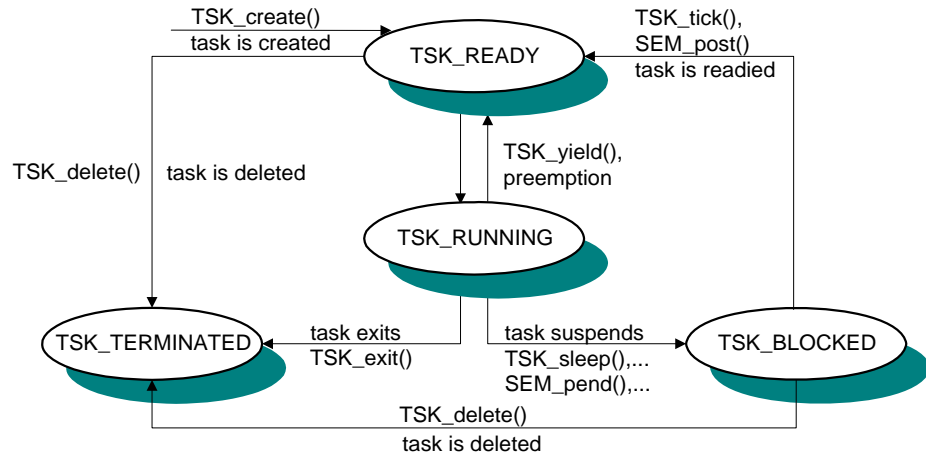 TSK_create()
task is created
TSK_READY
TSK_tick(),
SEM_post()
task is readied
TSK_delete()
task is deleted
TSK_yield(),
preemption
TSK_RUNNING
TSK_TERMINATED
task exits
TSK_exit()
task suspends
TSK_sleep(),...
SEM_pend(),...
TSK_BLOCKED
TSK_delete()
task is deleted